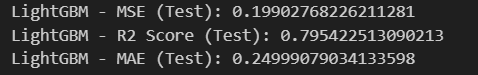 LightGBM - MSE (Test): 0.19902768226211281
LightGBM - R2 Score (Test): 0.795422513090213
LightGBM - MAE (Test): 0.24999079034133598